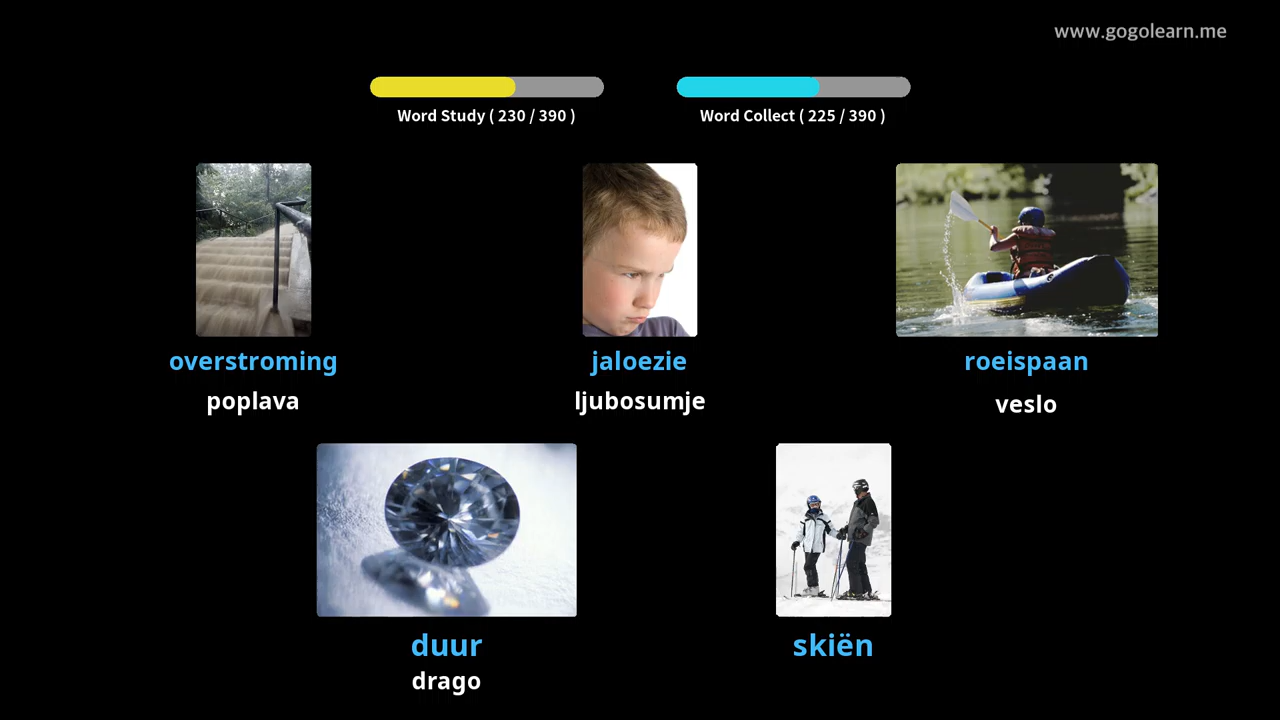 www.gogolearn.me
Word Study ( 230 / 390 )
Word Collect ( 225 / 390 )
overstroming
poplava
jaloezie
ljubosumje
roeispaan
veslo
duur
drago
skiën